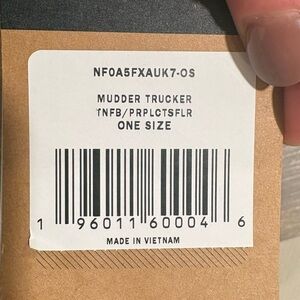 NF0A5FXAUK7-OS
MUDDER TRUCKER
TNFB/PRPLCTSFLR
ONE SIZE
1 96011 60004 6
MADE IN VIETNAM